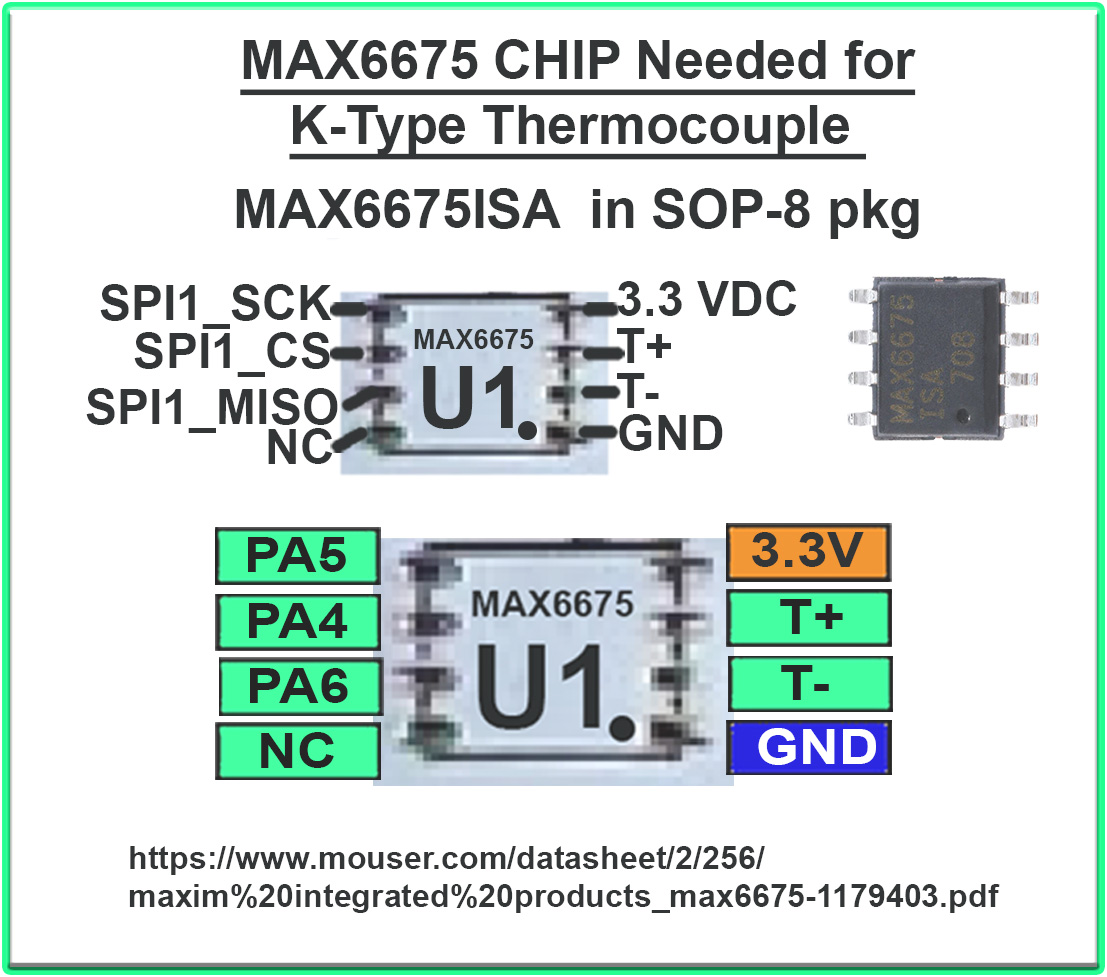 MAX6675 CHIP Needed for
K-Type Thermocouple
MAX6675ISA in SOP-8 pkg
SPI1_SCK
SPI1_CS
SPI1_MISO
NC
MAX6675
U1
3.3 VDC
T+
T-
GND
MAX6675
ISA 708
PA5
PA4
PA6
NC
MAX6675
U1
3.3V
T+
T-
GND
https://www.mouser.com/datasheet/2/256/
maxim%20integrated%20products_max6675-1179403.pdf